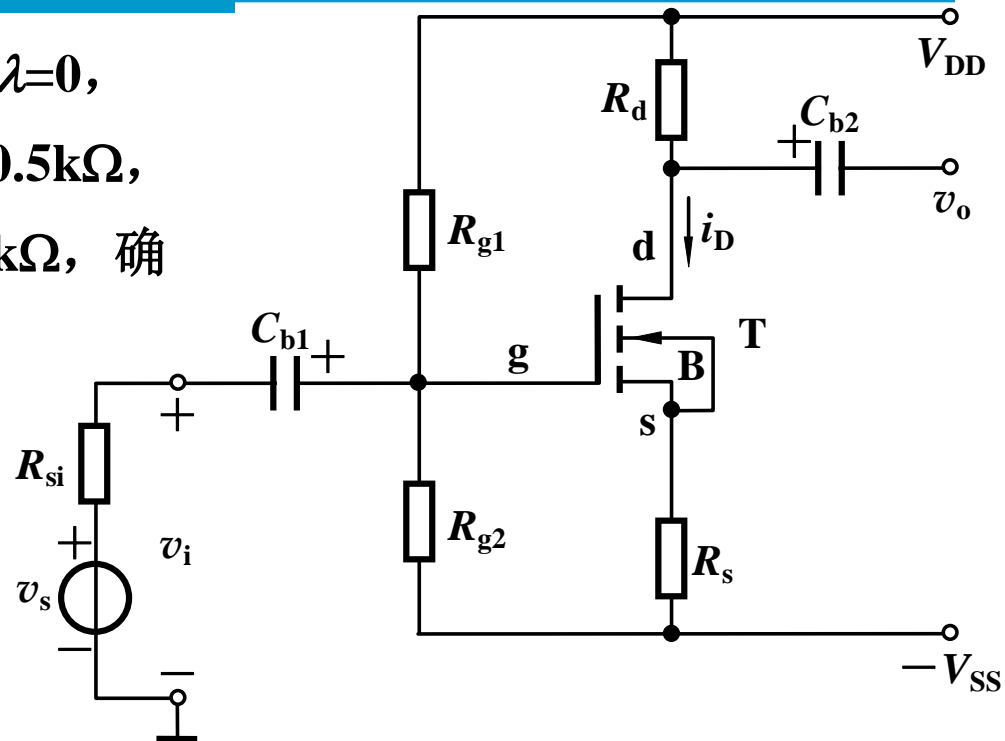 λ=0，
0.5kΩ，
kΩ，确
V_DD
R_d
C_b2
+
v_o
R_g1
i_D
d
C_b1
+
g
T
B
s
+
R_si
R_g2
+
v_i
R_s
v_s
−
−
−V_SS